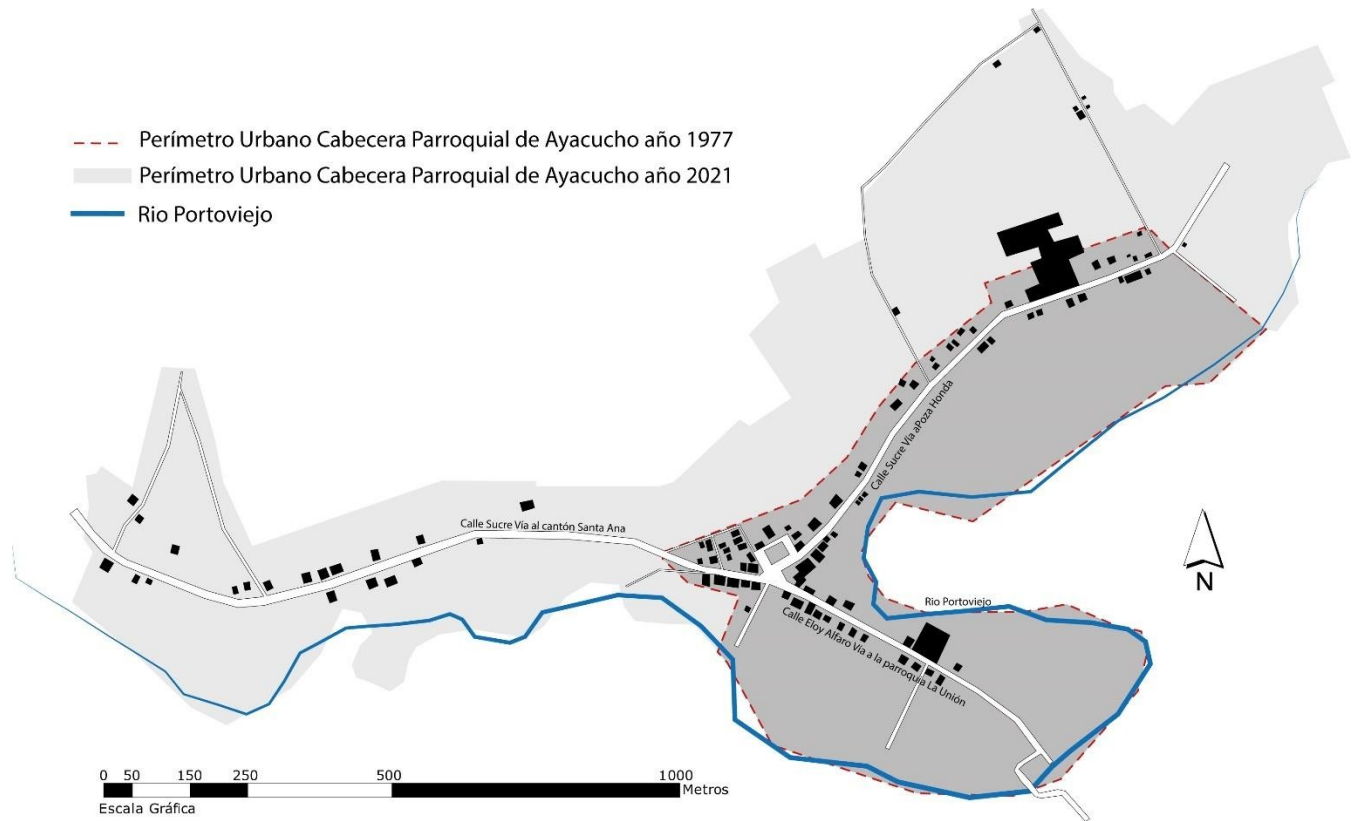 Perímetro Urbano Cabecera Parroquial de Ayacucho año 1977
Perímetro Urbano Cabecera Parroquial de Ayacucho año 2021
Rio Portoviejo
Calle Sucre Vía aPoza Honda
Calle Sucre Vía al cantón Santa Ana
Rio Portoviejo
Calle Eloy Alfaro Via a la parroquia La Unión
N
0 50 150 250 500 1000
Metros
Escala Gráfica